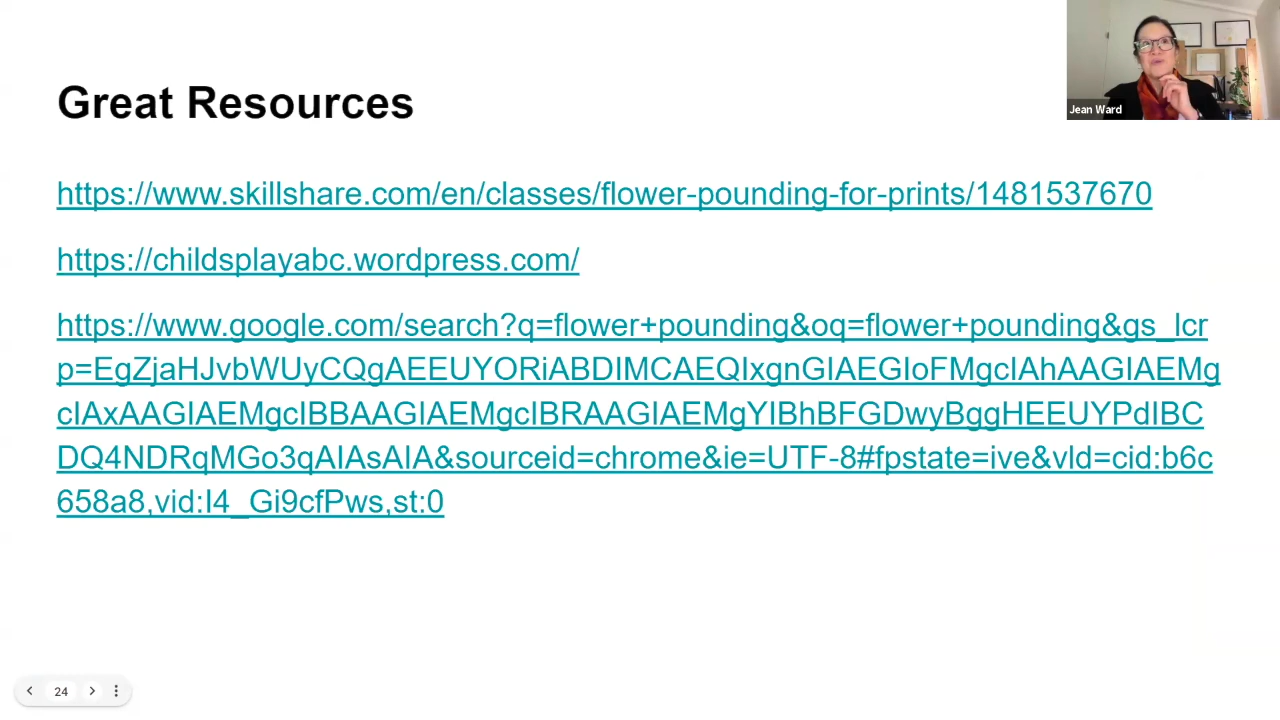 Jean Ward
Great Resources
https://www.skillshare.com/en/classes/flower-pounding-for-prints/1481537670
https://childsplayabc.wordpress.com/
https://www.google.com/search?q=flower+pounding&oq=flower+pounding&gs_lcr
p=EgZjaHJvbWUyCQgAEEUYORiABDIMCAEQIxgnGIAEGIoFMgcIAhAAGIAEMg
cIAxAAGIAEMgcIBBAAGIAEMgcIBRAAGIAEMgYIBhBFGDwyBggHEEUYPdIBC
DQ4NDRqMGo3qAIAsAIA&sourceid=chrome&ie=UTF-8#fpstate=ive&vld=cid:b6c
658a8,vid:I4_Gi9cfPws,st:0
24